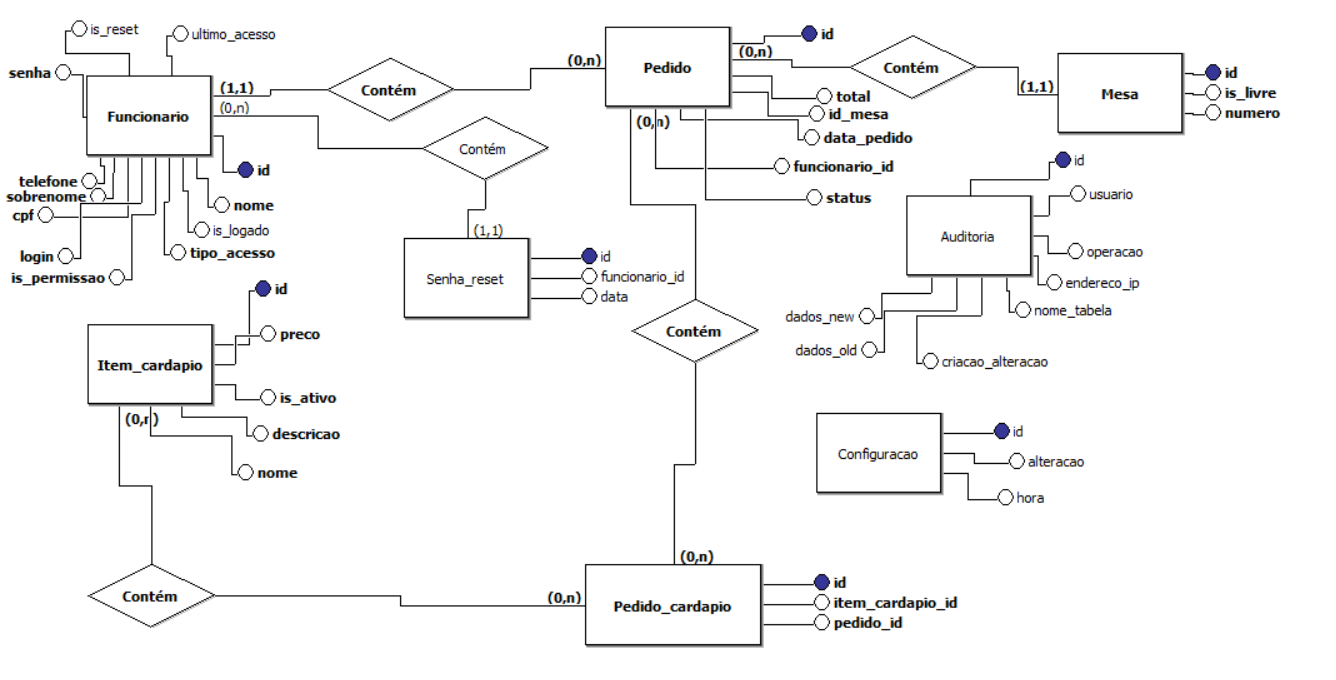 is_reset
ultimo_acesso
senha
Funcionario
(1,1)
(0,n)
Contém
(0,n)
Pedido
id
(0,n)
total
id_mesa
data_pedido
(0,n)
funcionario_id
status
Contém
(1,1)
Mesa
id
is_livre
numero
Contém
id
telefone
sobrenome
cpf
nome
is_logado
login
tipo_acesso
is_permissao
(1,1)
Senha_reset
id
funcionario_id
data
id
usuario
Auditoria
operacao
endereco_ip
nome_tabela
dados_new
dados_old
criacao_alteracao
id
preco
Item_cardapio
is_ativo
(0,n)
descricao
nome
Contém
Configuracao
id
alteracao
hora
Contém
(0,n)
(0,n)
Pedido_cardapio
id
item_cardapio_id
pedido_id